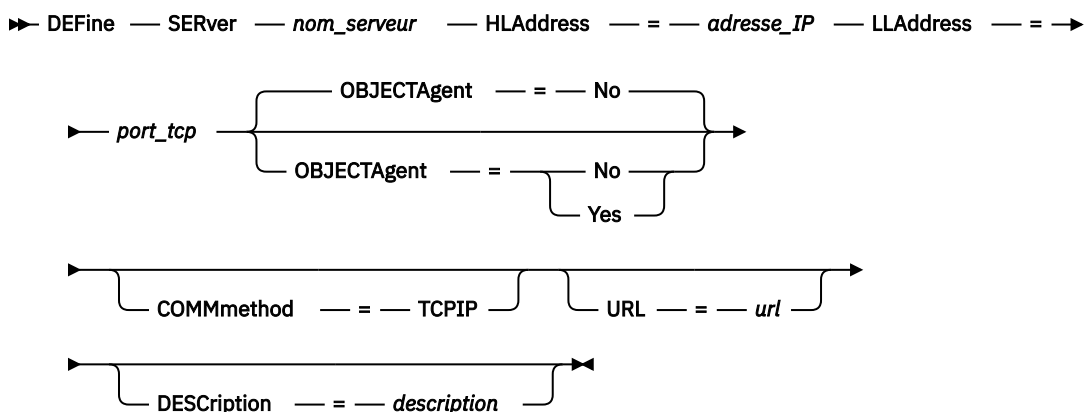 DEFine SERver nom_serveur HLAddress = adresse_IP LLAddress =
OBJECTAgent = No
port_tcp
OBJECTAgent = No
Yes
COMMmethod = TCPIP URL = url
DESCription = description